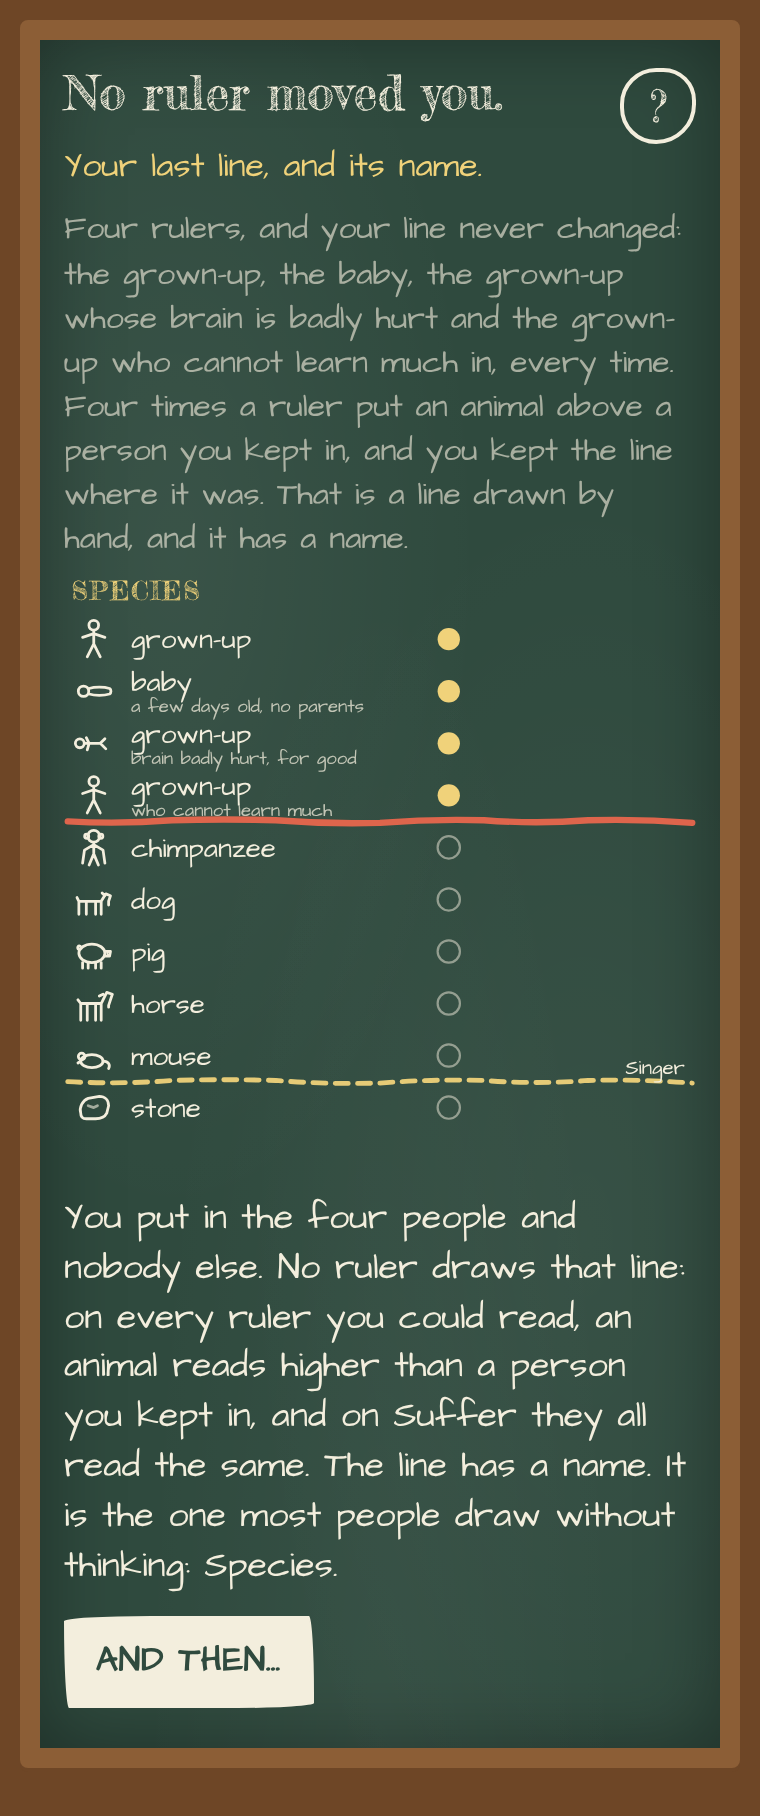 No ruler moved you.
?
Your last line, and its name.
Four rulers, and your line never changed:
the grown-up, the baby, the grown-up
whose brain is badly hurt and the grown-
up who cannot learn much in, every time.
Four times a ruler put an animal above a
person you kept in, and you kept the line
where it was. That is a line drawn by
hand, and it has a name.
SPECIES
grown-up
baby
a few days old, no parents
grown-up
brain badly hurt, for good
grown-up
who cannot learn much
chimpanzee
dog
pig
horse
mouse
Singer
stone
You put in the four people and
nobody else. No ruler draws that line:
on every ruler you could read, an
animal reads higher than a person
you kept in, and on Suffer they all
read the same. The line has a name. It
is the one most people draw without
thinking: Species.
AND THEN...